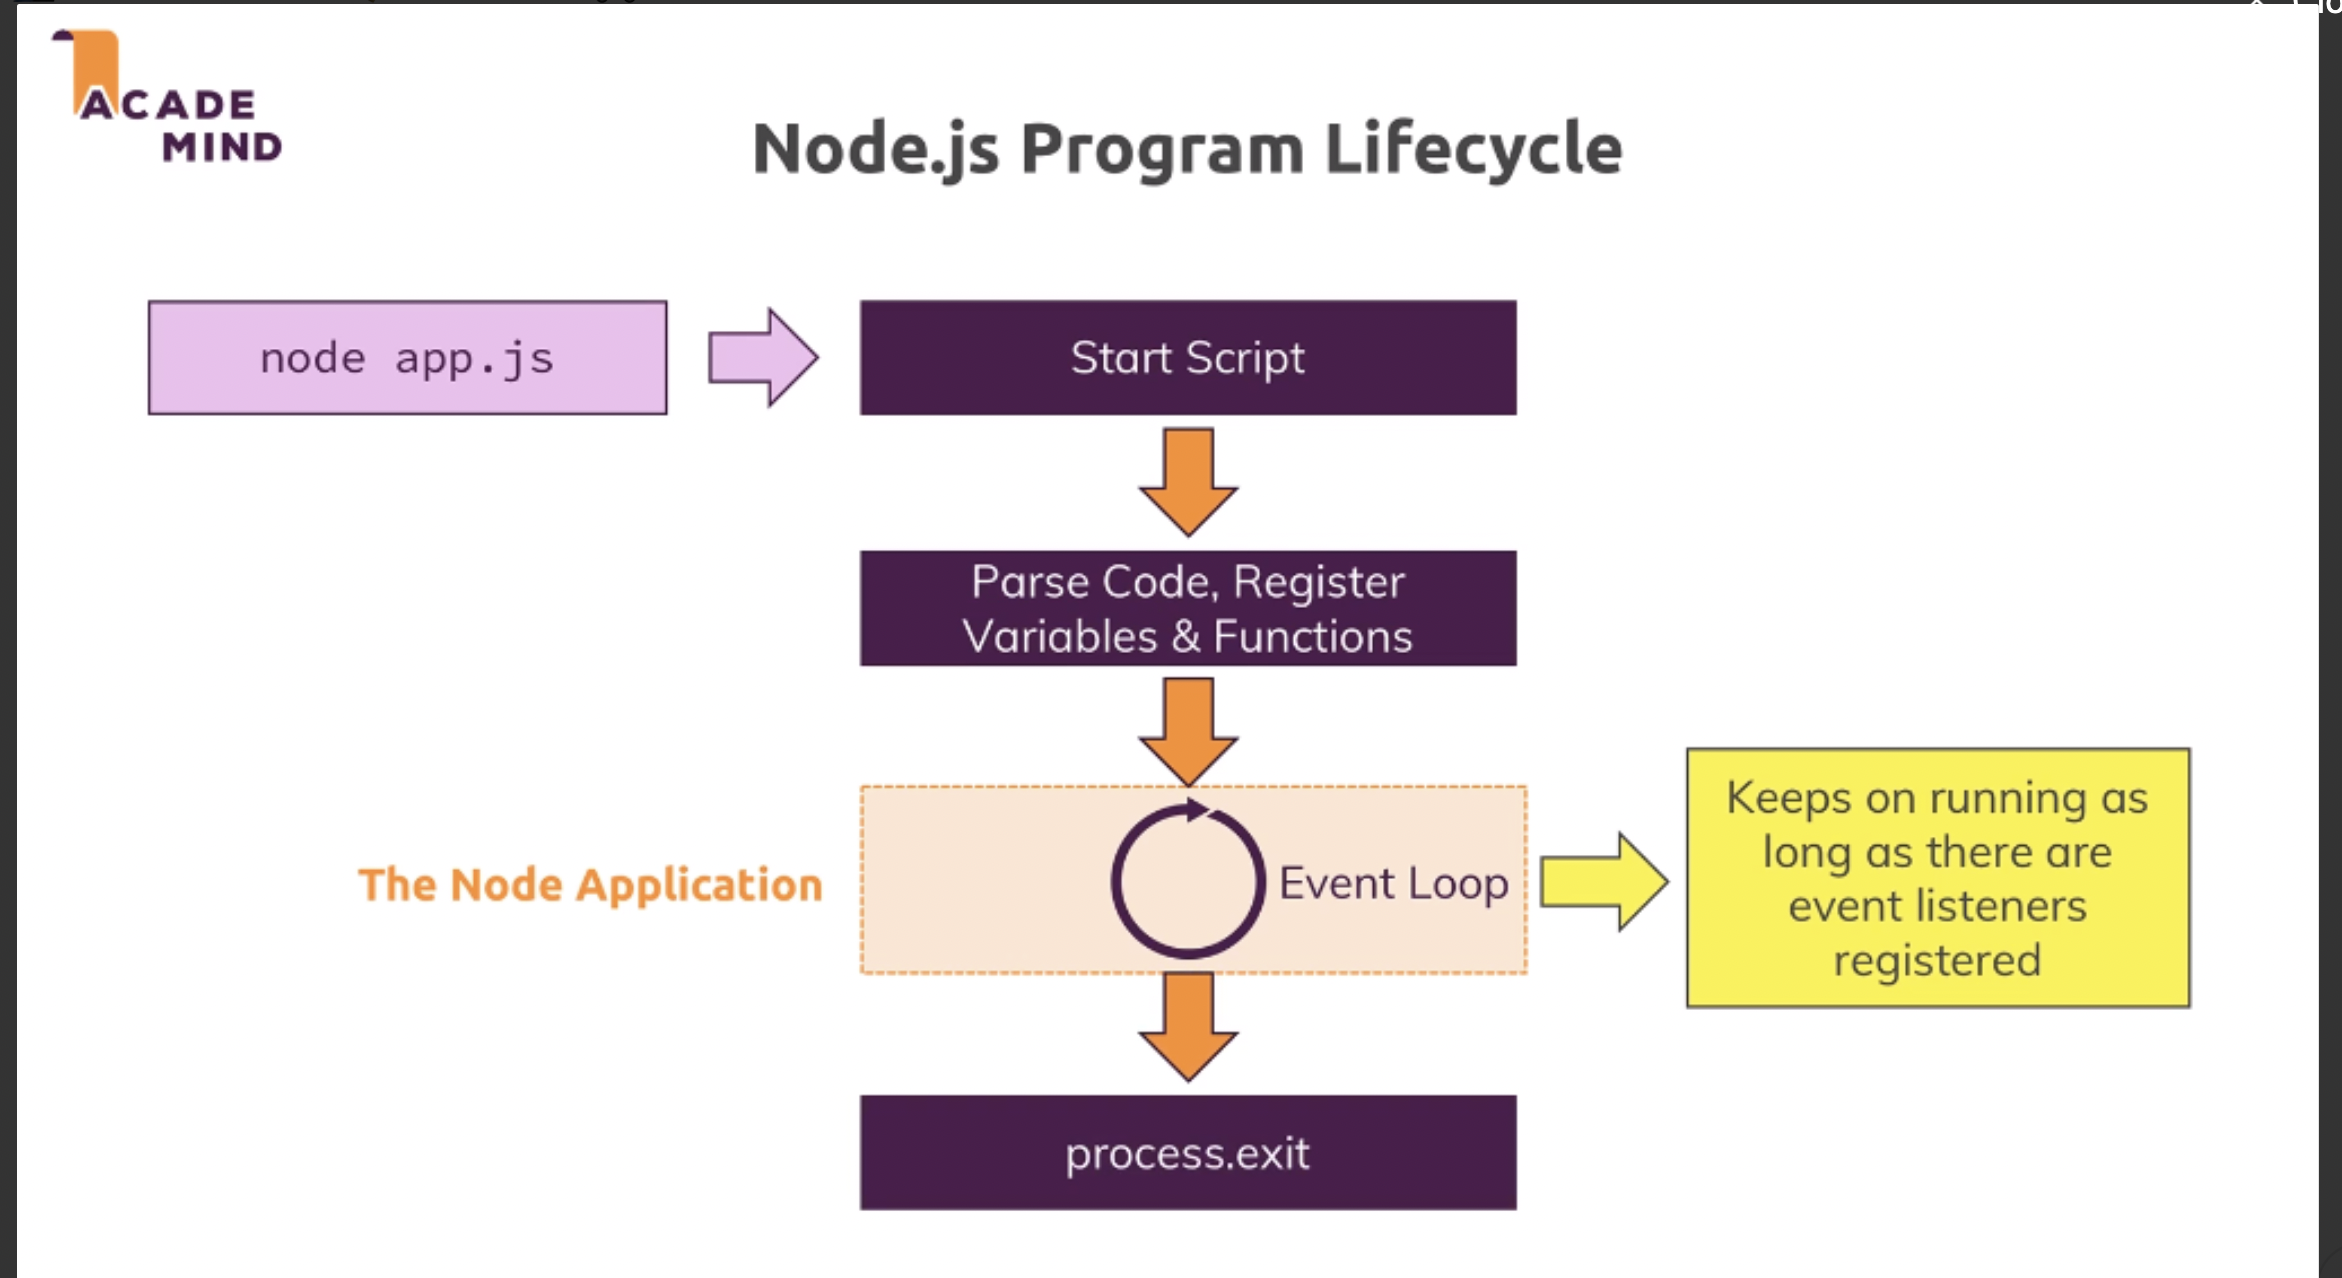 ACADE
MIND
Node.js Program Lifecycle
node app.js
Start Script
Parse Code, Register
Variables & Functions
The Node Application
Event Loop
Keeps on running as
long as there are
event listeners
registered
process.exit